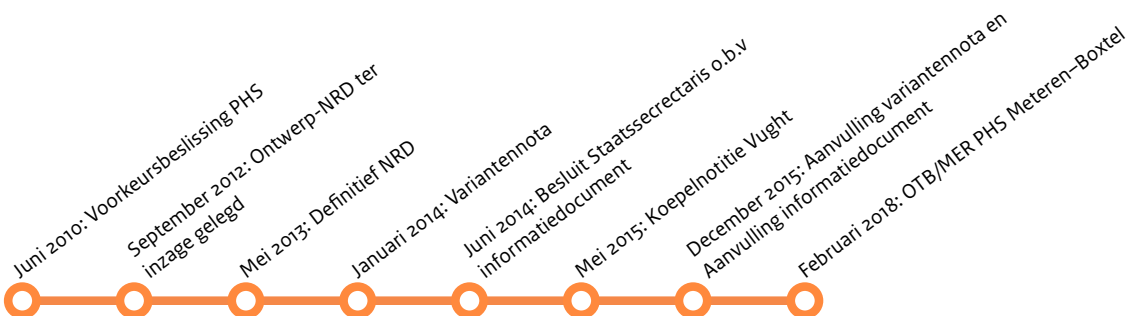 Juni 2010: Voorkeursbeslissing PHS
September 2012: Ontwerp-NRD ter
inzage gelegd
Mei 2013: Definitief NRD
Januari 2014: Variantennota
Juni 2014: Besluit Staatssecrectaris o.b.v
informatiedocument
Mei 2015: Koepelnotitie Vught
December 2015: Aanvulling variantennota en
Aanvulling informatiedocument
Februari 2018: OTB/MER PHS Meteren–Boxtel